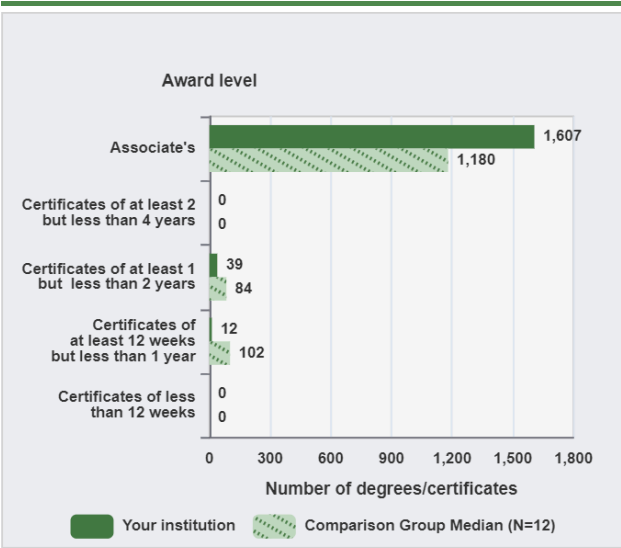 Award level
Associate's
1,607
1,180
Certificates of at least 2
but less than 4 years
0
0
Certificates of at least 1
but less than 2 years
39
84
Certificates of
at least 12 weeks
but less than 1 year
12
102
Certificates of less
than 12 weeks
0
0
0 300 600 900 1,200 1,500 1,800
Number of degrees/certificates
Your institution Comparison Group Median (N=12)